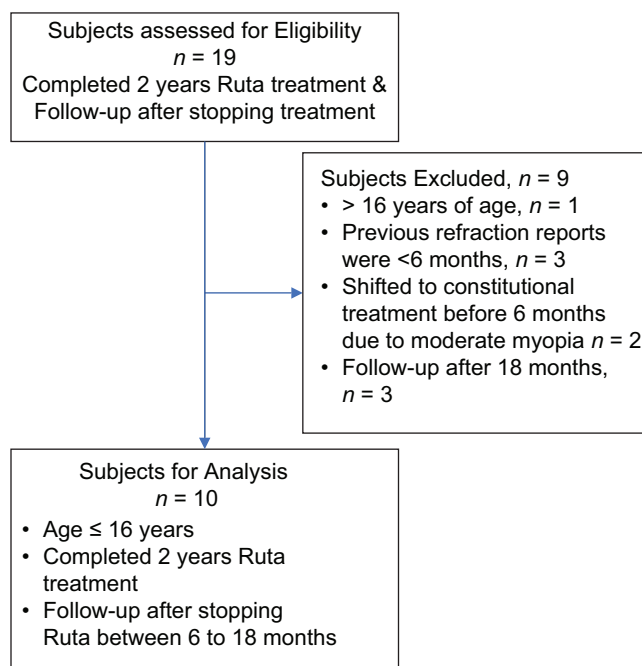 Subjects assessed for Eligibility
n = 19
Completed 2 years Ruta treatment &
Follow-up after stopping treatment
Subjects Excluded, n = 9
• > 16 years of age, n = 1
• Previous refraction reports
were <6 months, n = 3
• Shifted to constitutional
treatment before 6 months
due to moderate myopia n = 2
• Follow-up after 18 months,
n = 3
Subjects for Analysis
n = 10
• Age ≤ 16 years
• Completed 2 years Ruta
treatment
• Follow-up after stopping
Ruta between 6 to 18 months